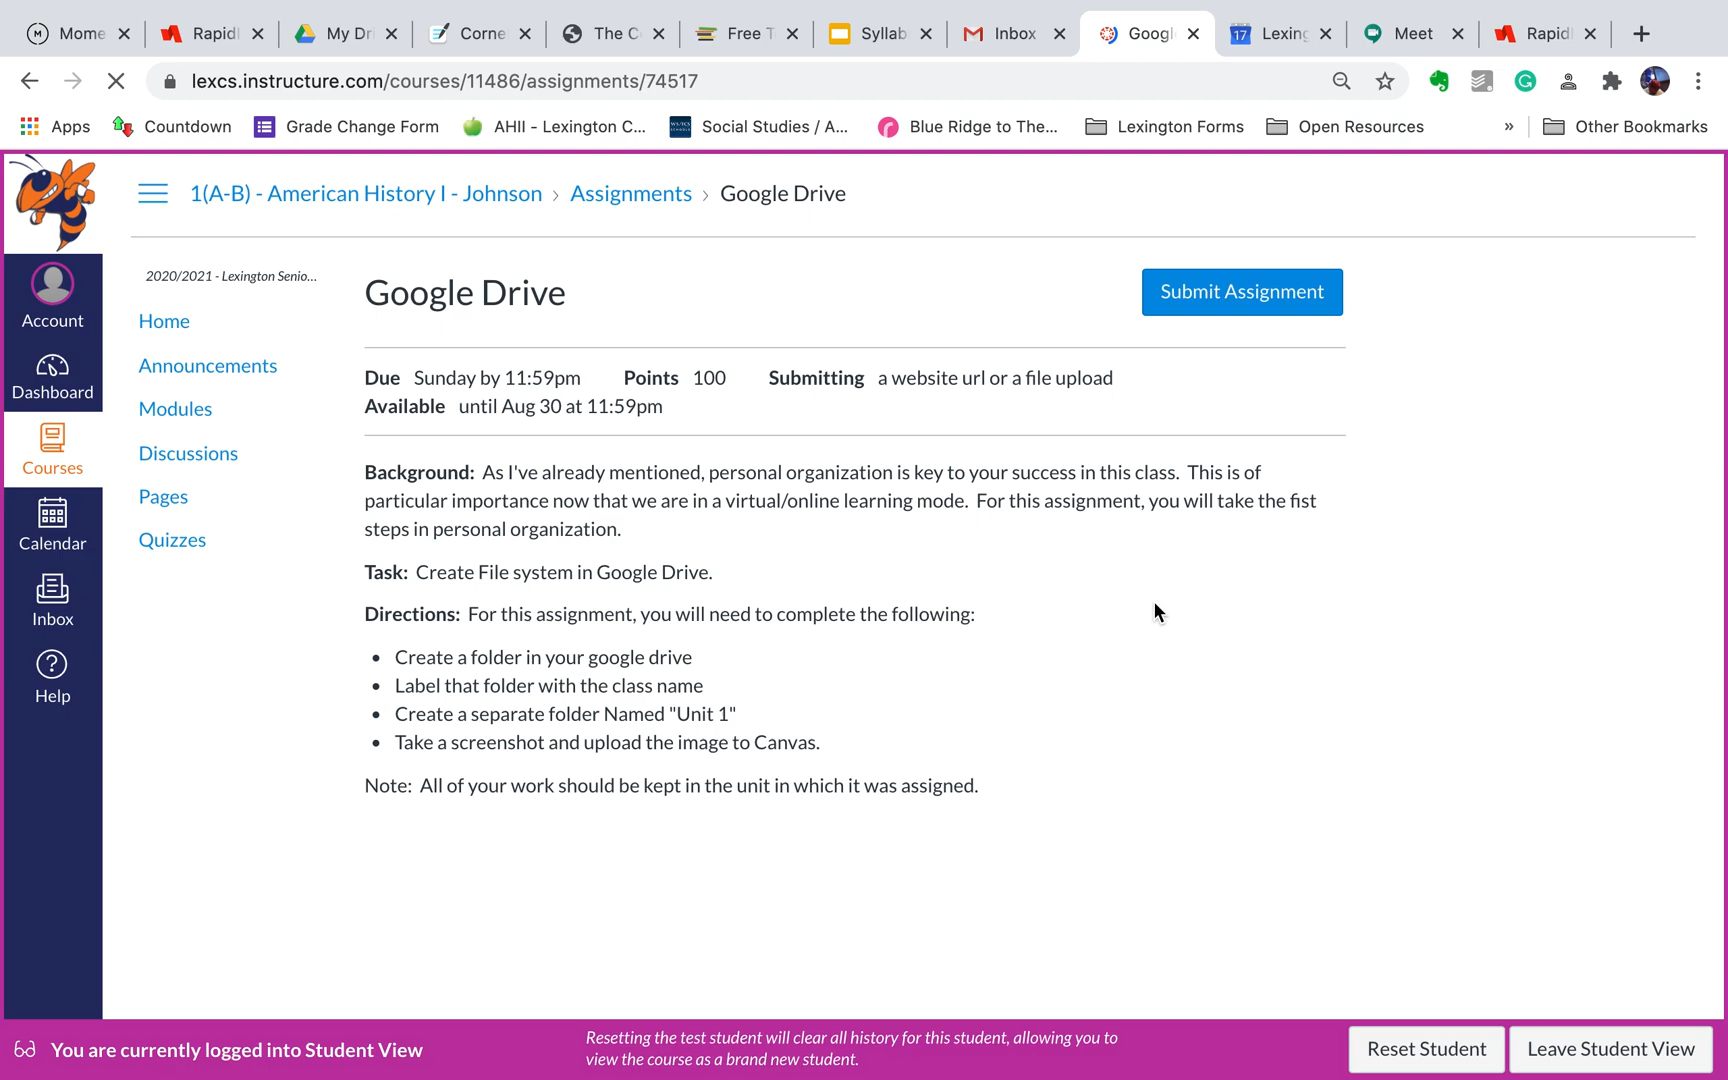 Mome
Rapid
My Dri
Corne
The C
Free T
Syllab
Inbox
Googl
Lexing
Meet
Rapid
lexcs.instructure.com/courses/11486/assignments/74517
Apps
Countdown
Grade Change Form
AHII - Lexington C...
Social Studies / A...
Blue Ridge to The...
Lexington Forms
Open Resources
»
Other Bookmarks
1(A-B) - American History I - Johnson › Assignments › Google Drive
2020/2021 - Lexington Senio...
Home
Announcements
Modules
Discussions
Pages
Quizzes
Account
Dashboard
Courses
Calendar
Inbox
Help
Google Drive
Submit Assignment
Due Sunday by 11:59pm Points 100 Submitting a website url or a file upload
Available until Aug 30 at 11:59pm
Background: As I've already mentioned, personal organization is key to your success in this class. This is of
particular importance now that we are in a virtual/online learning mode. For this assignment, you will take the fist
steps in personal organization.
Task: Create File system in Google Drive.
Directions: For this assignment, you will need to complete the following:
• Create a folder in your google drive
• Label that folder with the class name
• Create a separate folder Named "Unit 1"
• Take a screenshot and upload the image to Canvas.
Note: All of your work should be kept in the unit in which it was assigned.
You are currently logged into Student View
Resetting the test student will clear all history for this student, allowing you to
view the course as a brand new student.
Reset Student
Leave Student View